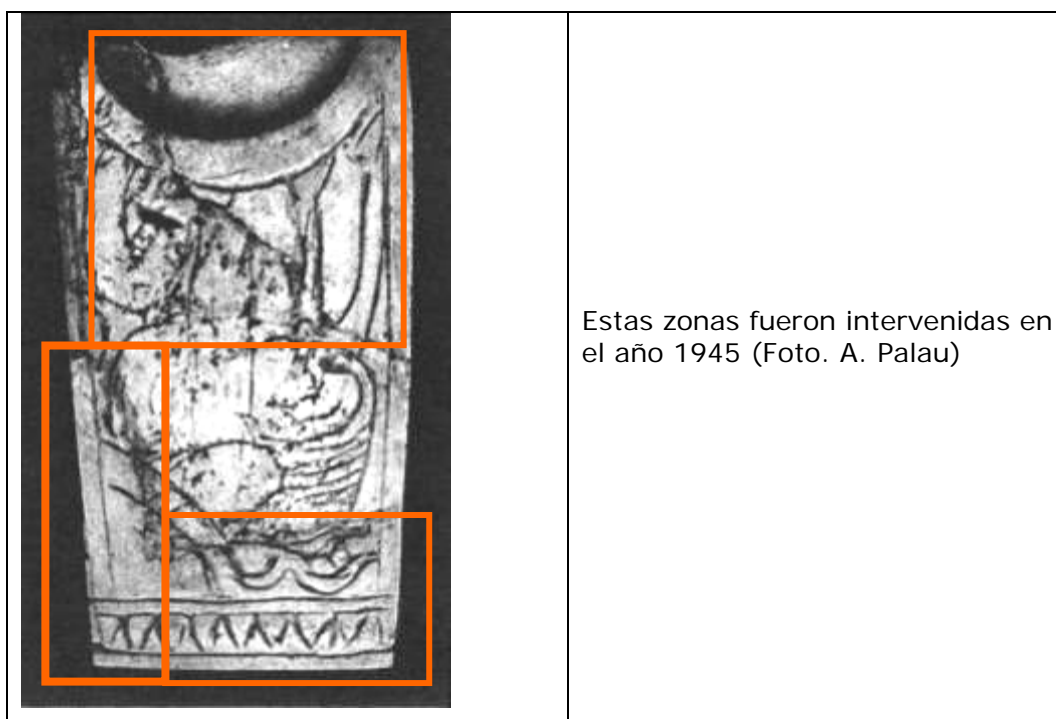 Estas zonas fueron intervenidas en
el año 1945 (Foto. A. Palau)